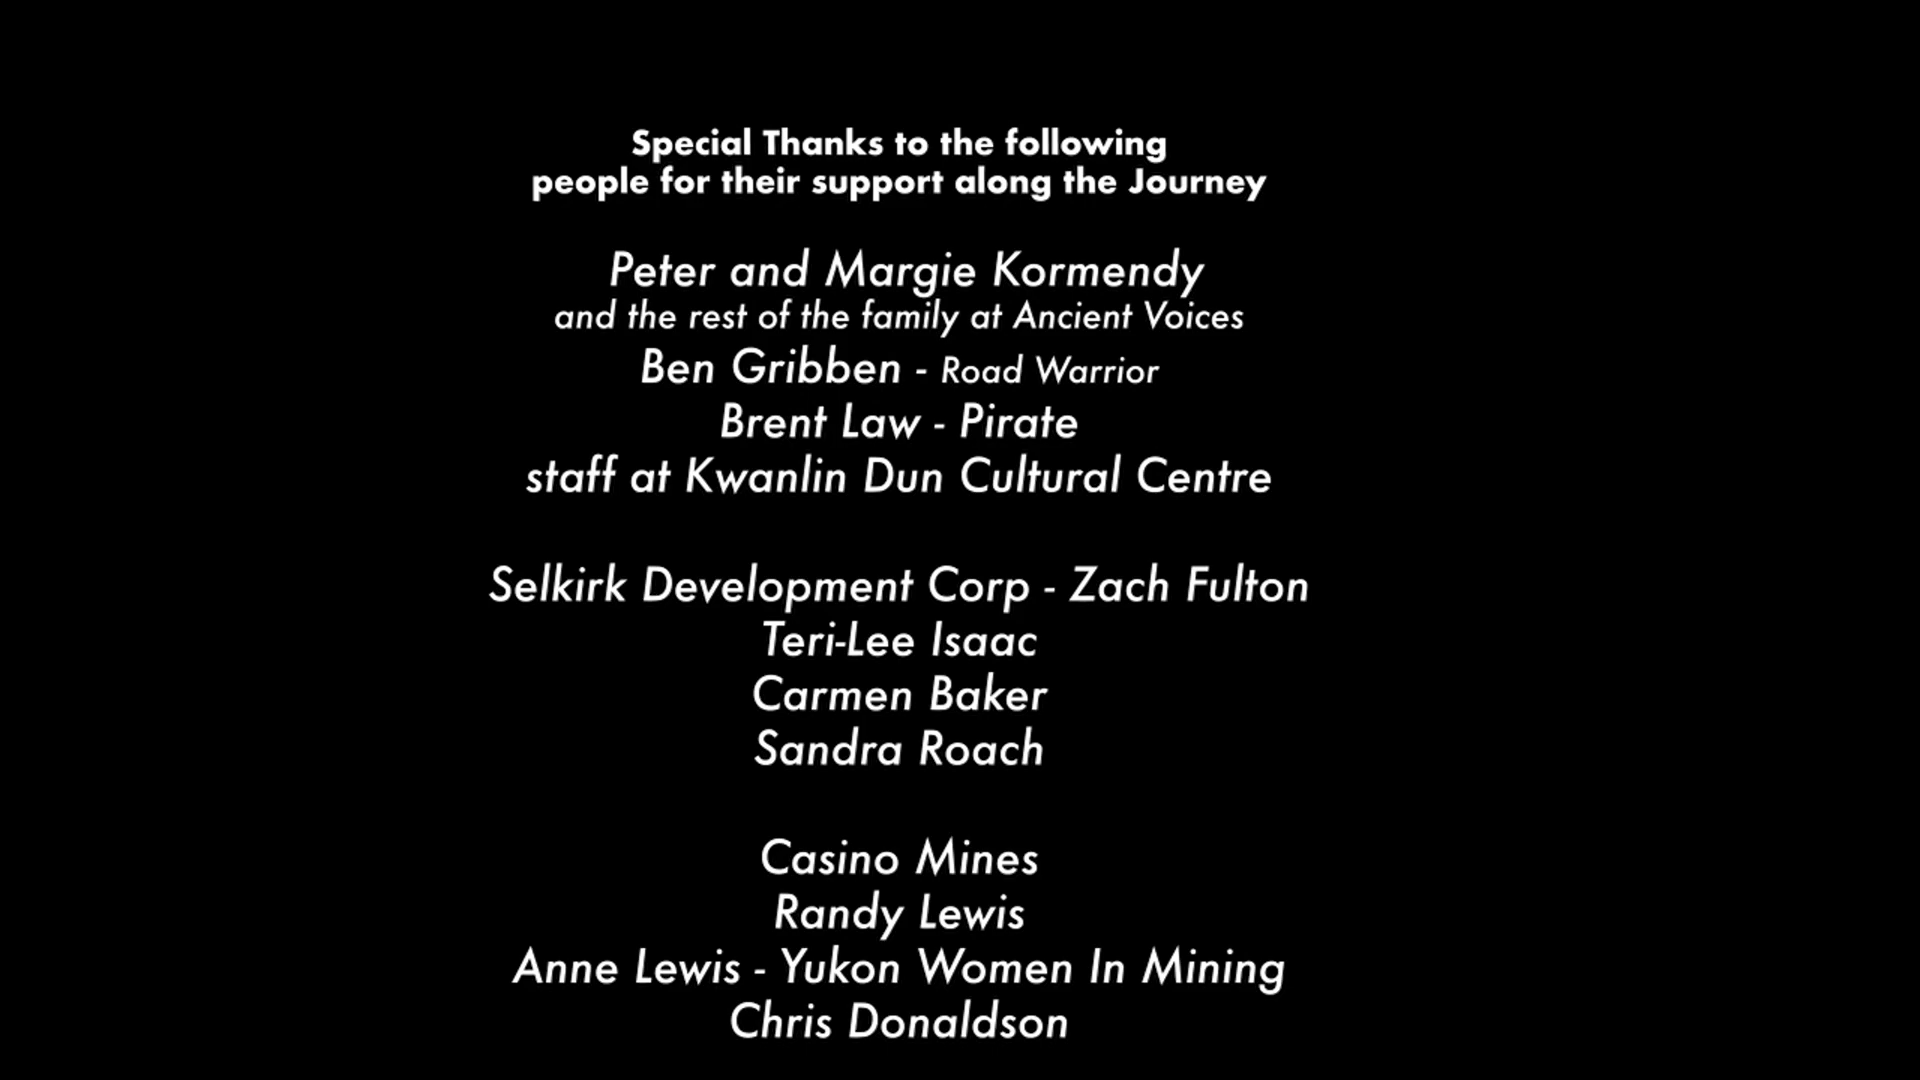 Special Thanks to the following
people for their support along the Journey
Peter and Margie Kormendy
and the rest of the family at Ancient Voices
Ben Gribben - Road Warrior
Brent Law - Pirate
staff at Kwanlin Dun Cultural Centre
Selkirk Development Corp - Zach Fulton
Teri-Lee Isaac
Carmen Baker
Sandra Roach
Casino Mines
Randy Lewis
Anne Lewis - Yukon Women In Mining
Chris Donaldson